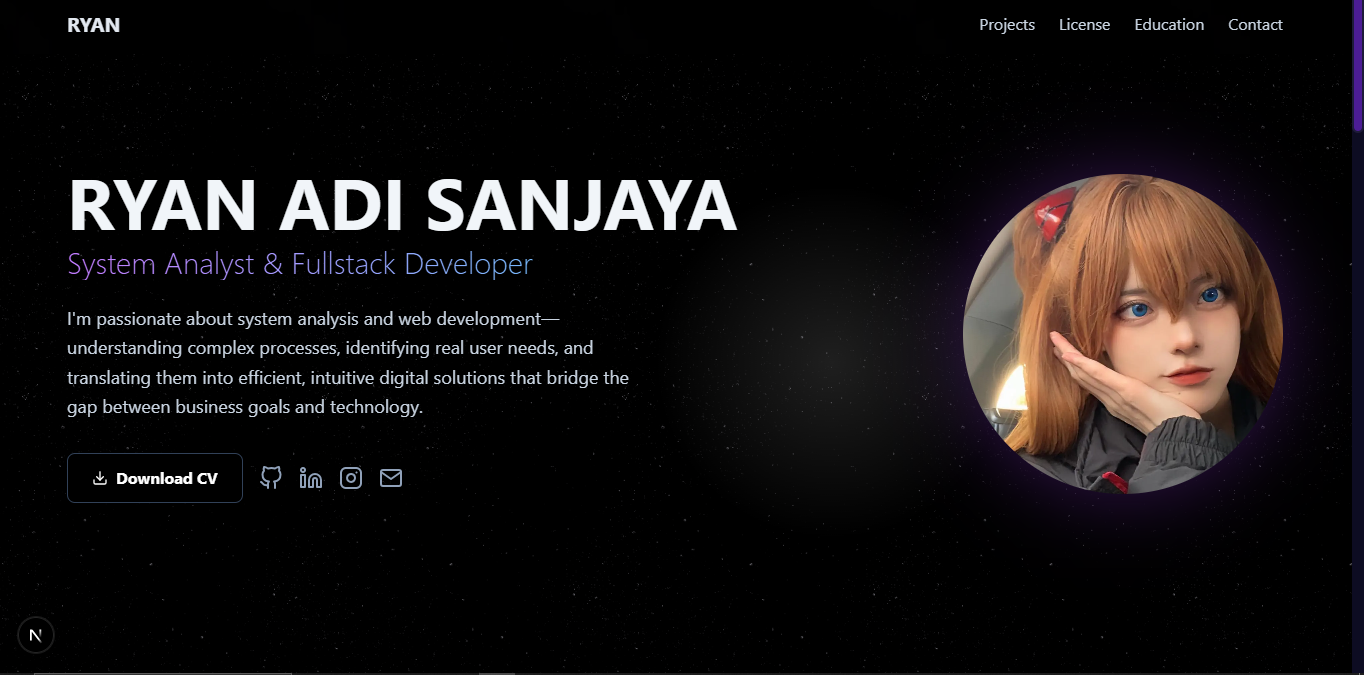 RYAN
Projects License Education Contact
RYAN ADI SANJAYA
System Analyst & Fullstack Developer
I'm passionate about system analysis and web development—
understanding complex processes, identifying real user needs, and
translating them into efficient, intuitive digital solutions that bridge the
gap between business goals and technology.
Download CV
N